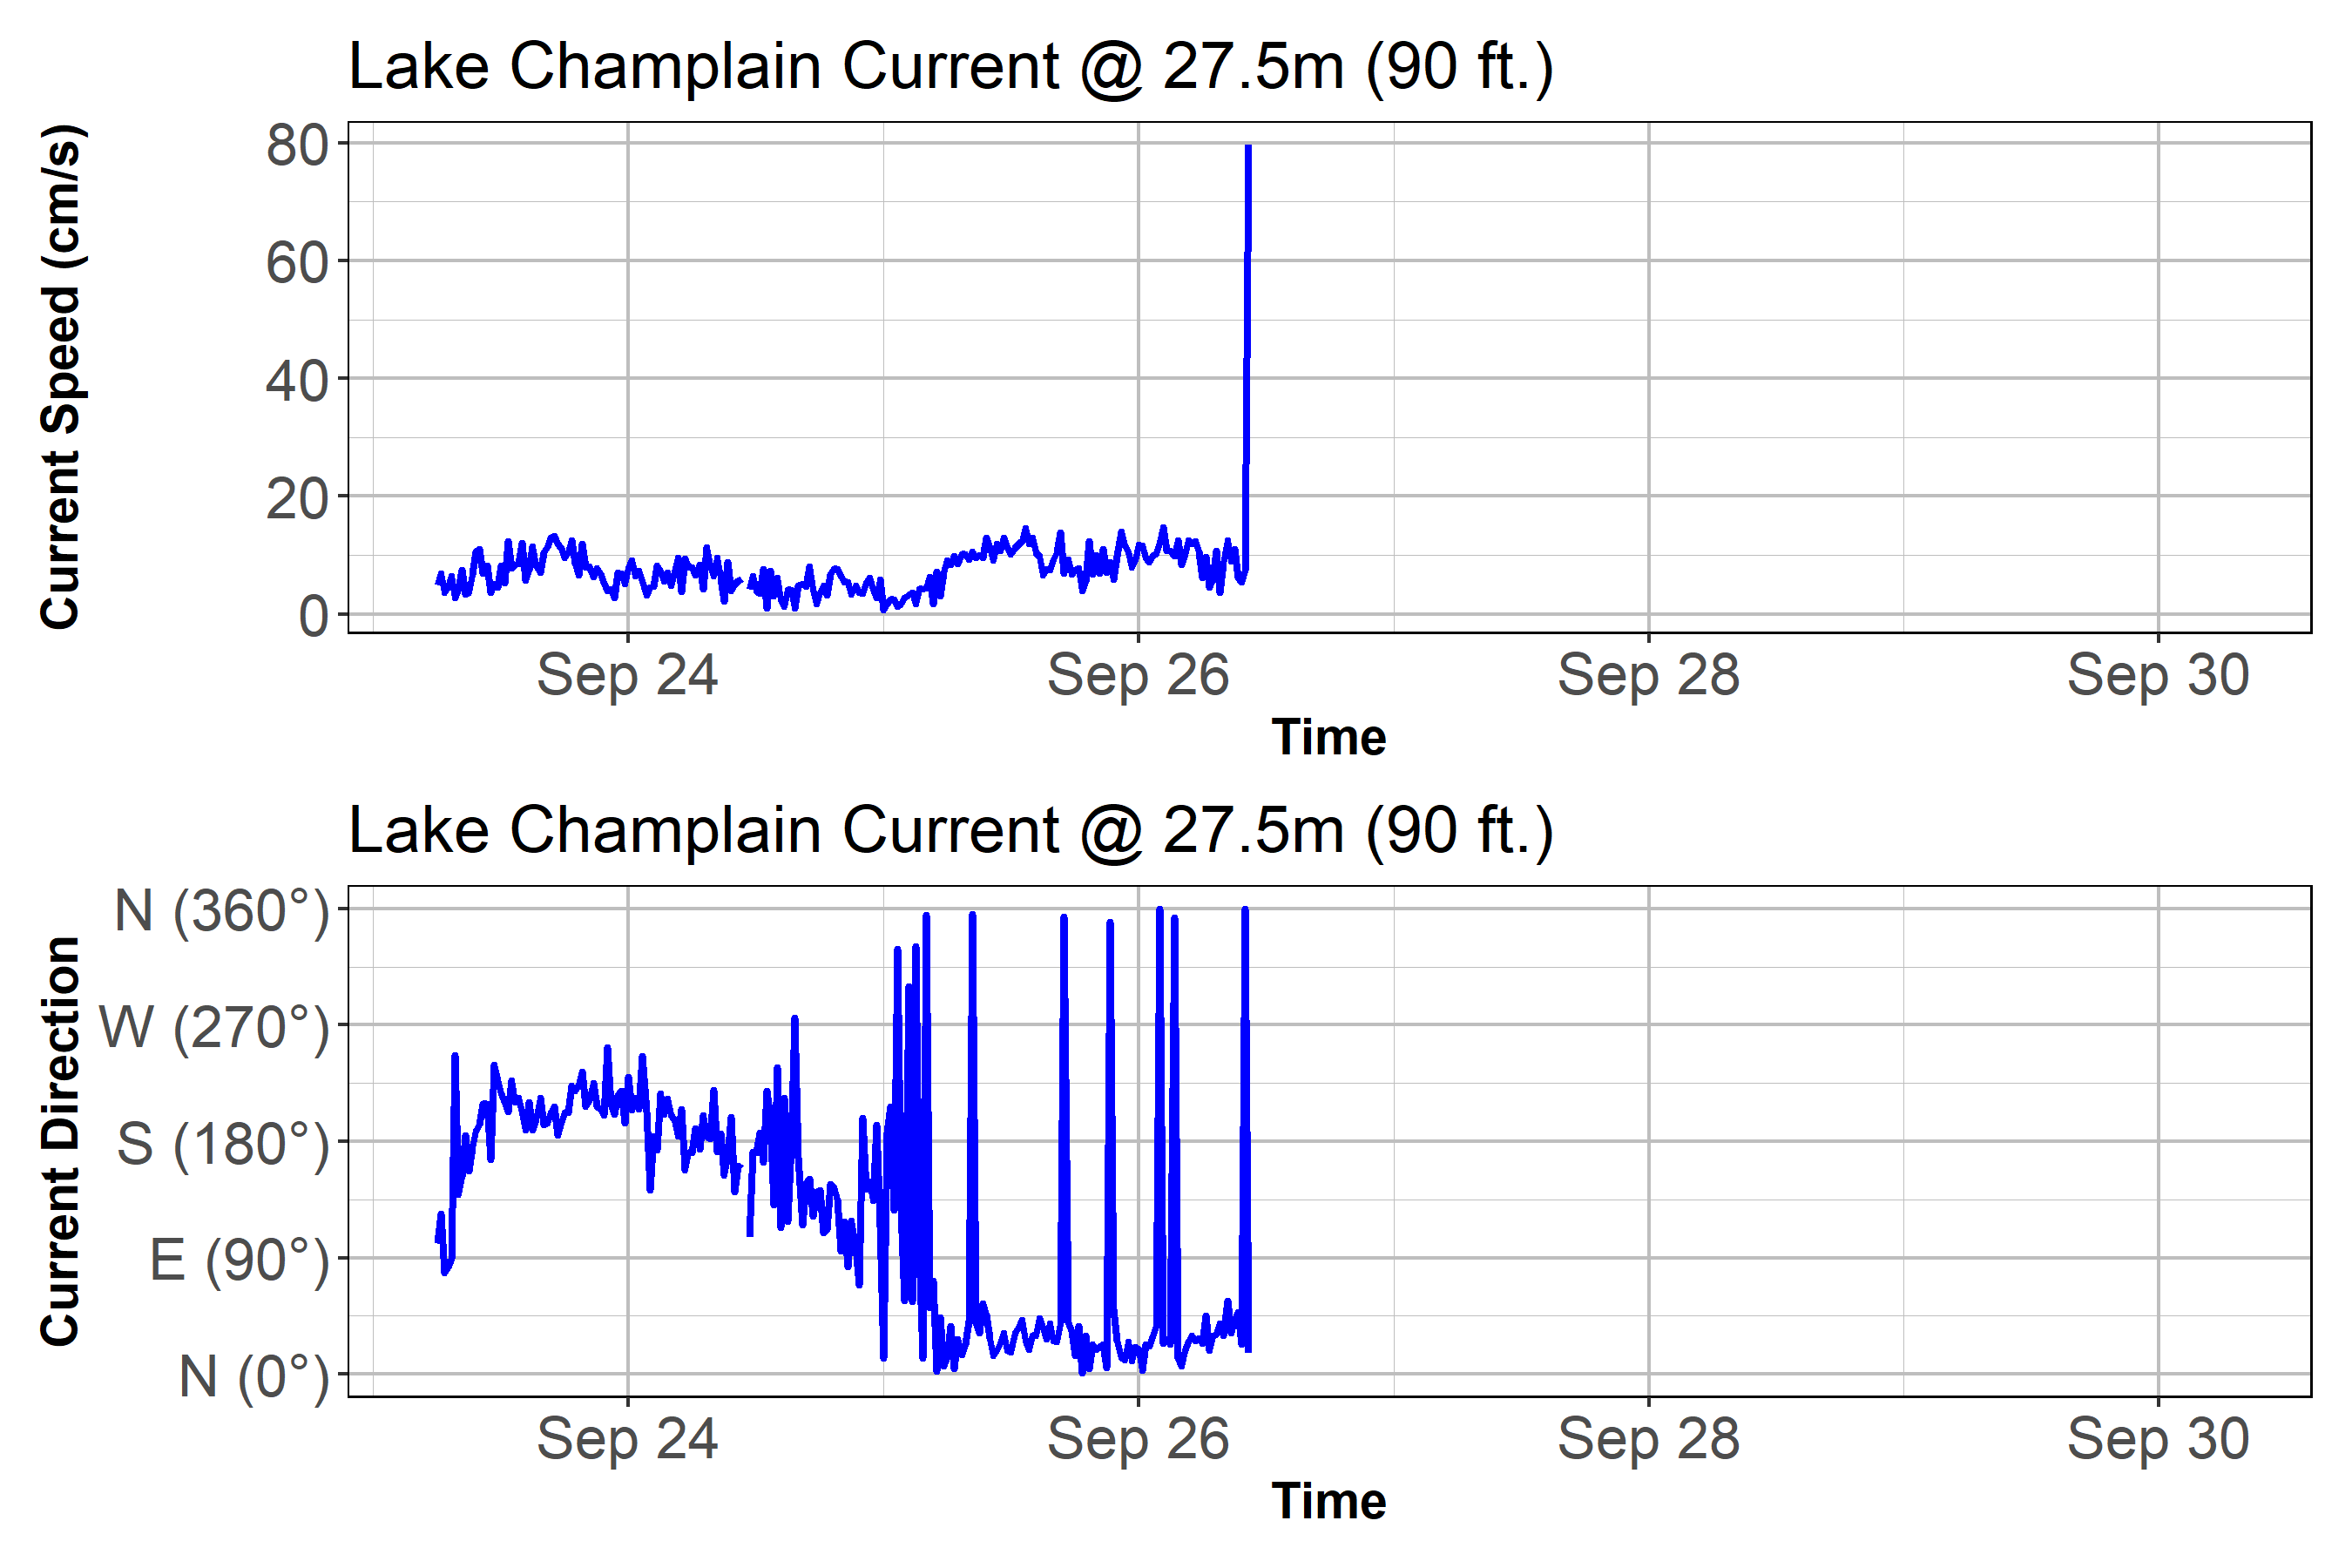 Lake Champlain Current @ 27.5m (90 ft.)
Current Speed (cm/s)
80
60
40
20
0
Sep 24 Sep 26 Sep 28 Sep 30
Time
Lake Champlain Current @ 27.5m (90 ft.)
Current Direction
N (360°)
W (270°)
S (180°)
E (90°)
N (0°)
Sep 24 Sep 26 Sep 28 Sep 30
Time